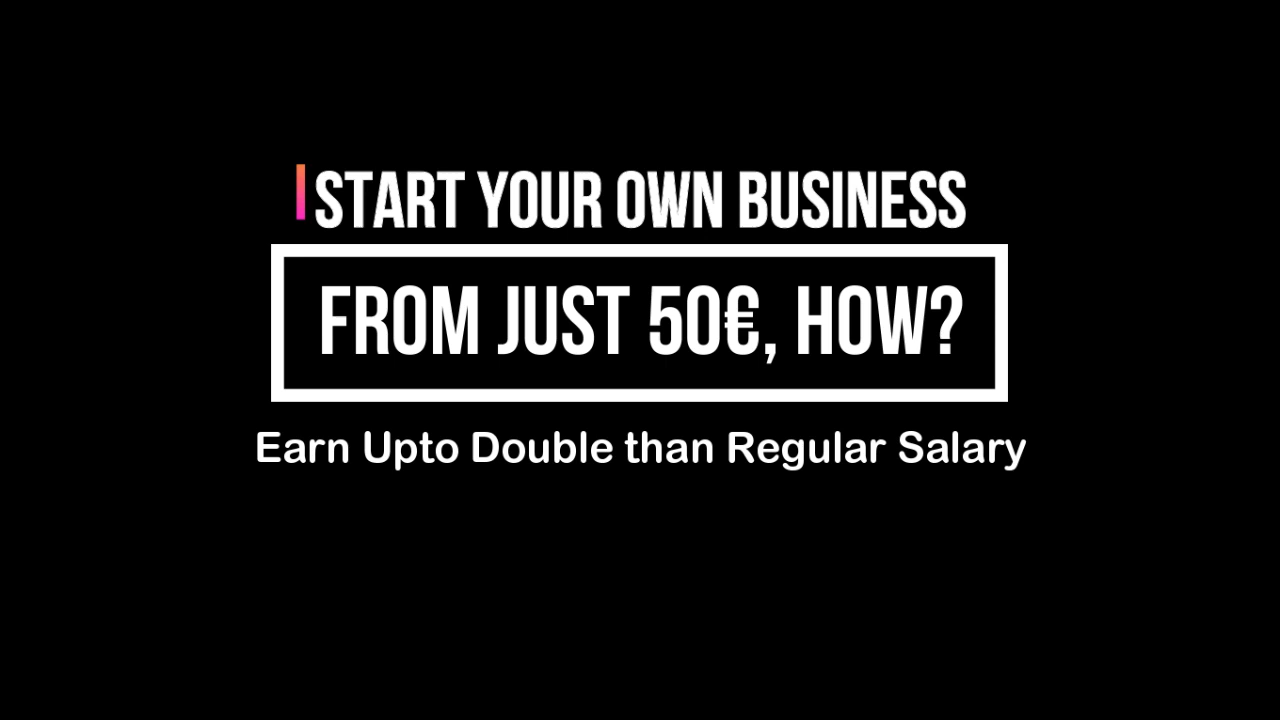 START YOUR OWN BUSINESS
FROM JUST 50€, HOW?
Earn Upto Double than Regular Salary